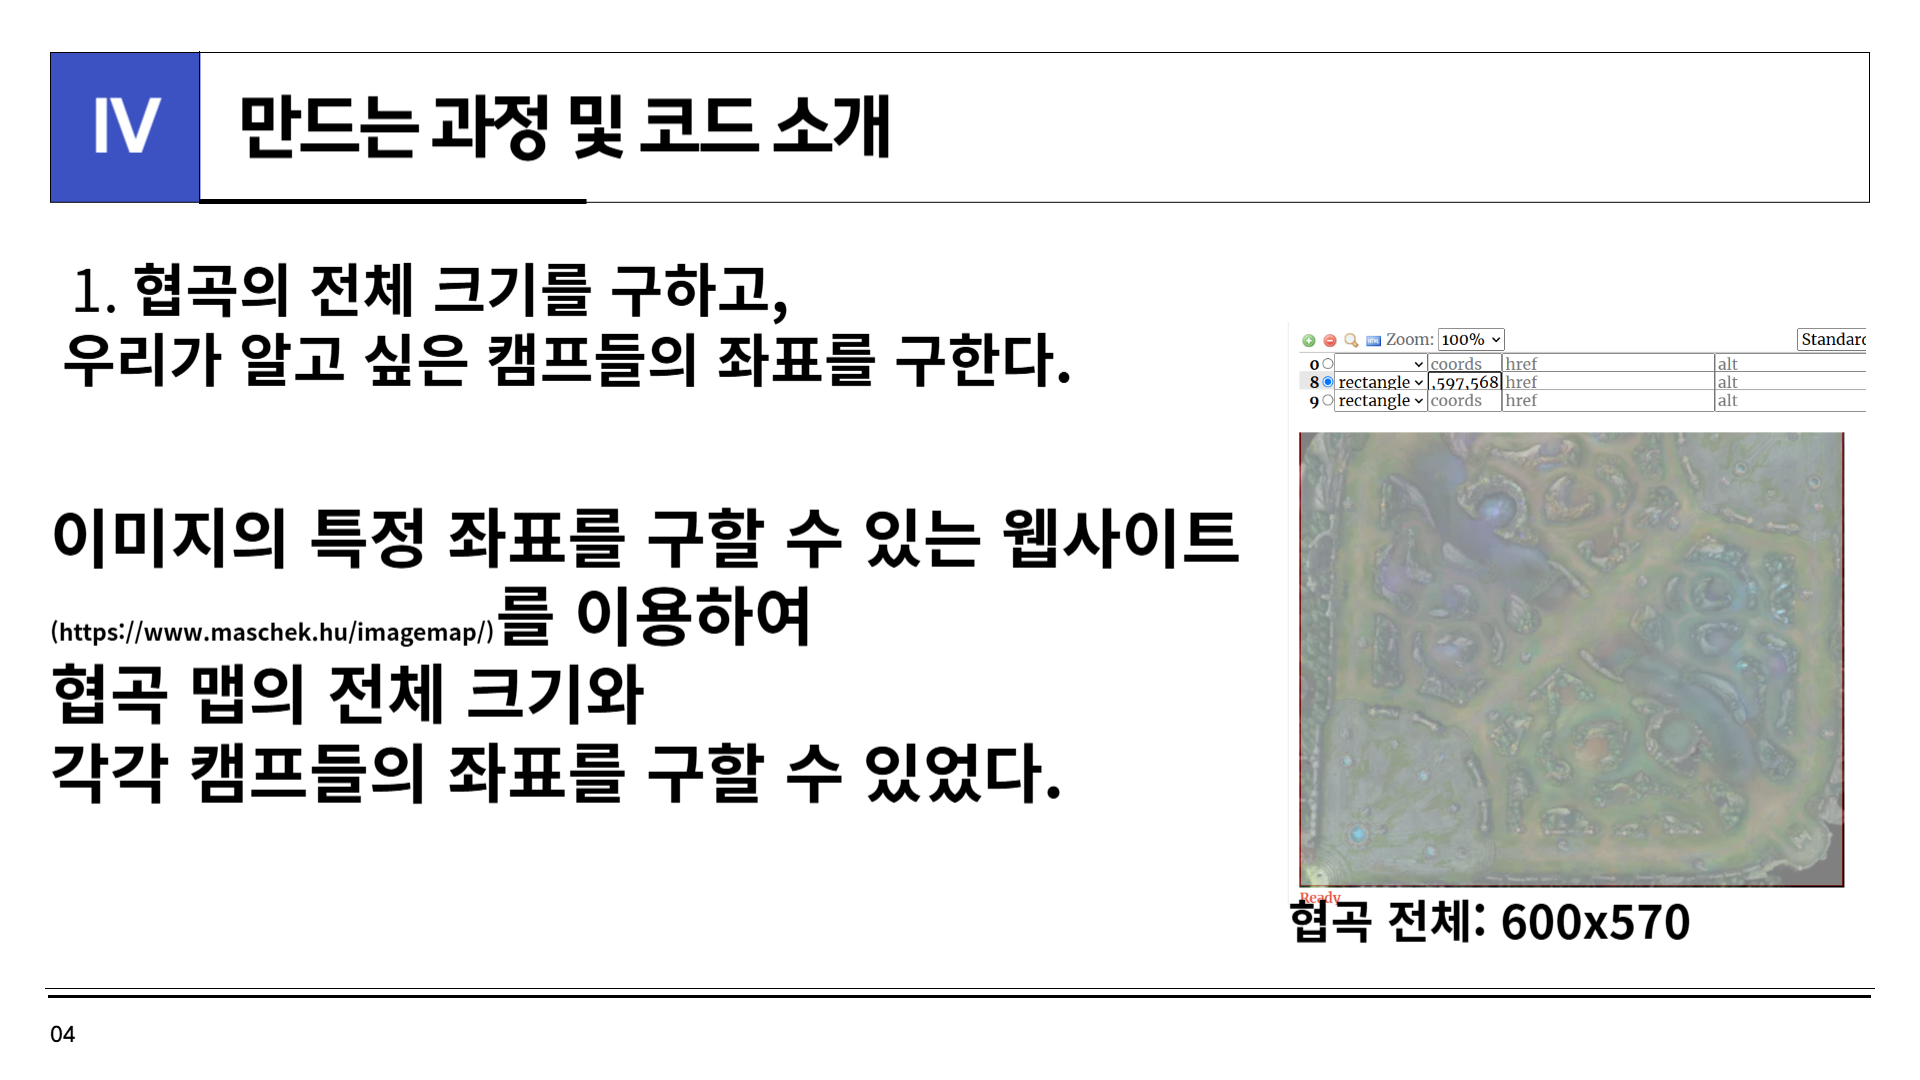 IV 만드는 과정 및 코드 소개
1. 협곡의 전체 크기를 구하고,
우리가 알고 싶은 캠프들의 좌표를 구한다.
이미지의 특정 좌표를 구할 수 있는 웹사이트
(https://www.maschek.hu/imagemap/)를 이용하여
협곡 맵의 전체 크기와
각각 캠프들의 좌표를 구할 수 있었다.
Zoom: 100% Standard
0 coords href alt
8 rectangle ,597,568 href alt
9 rectangle coords href alt
Ready
협곡 전체: 600x570
04